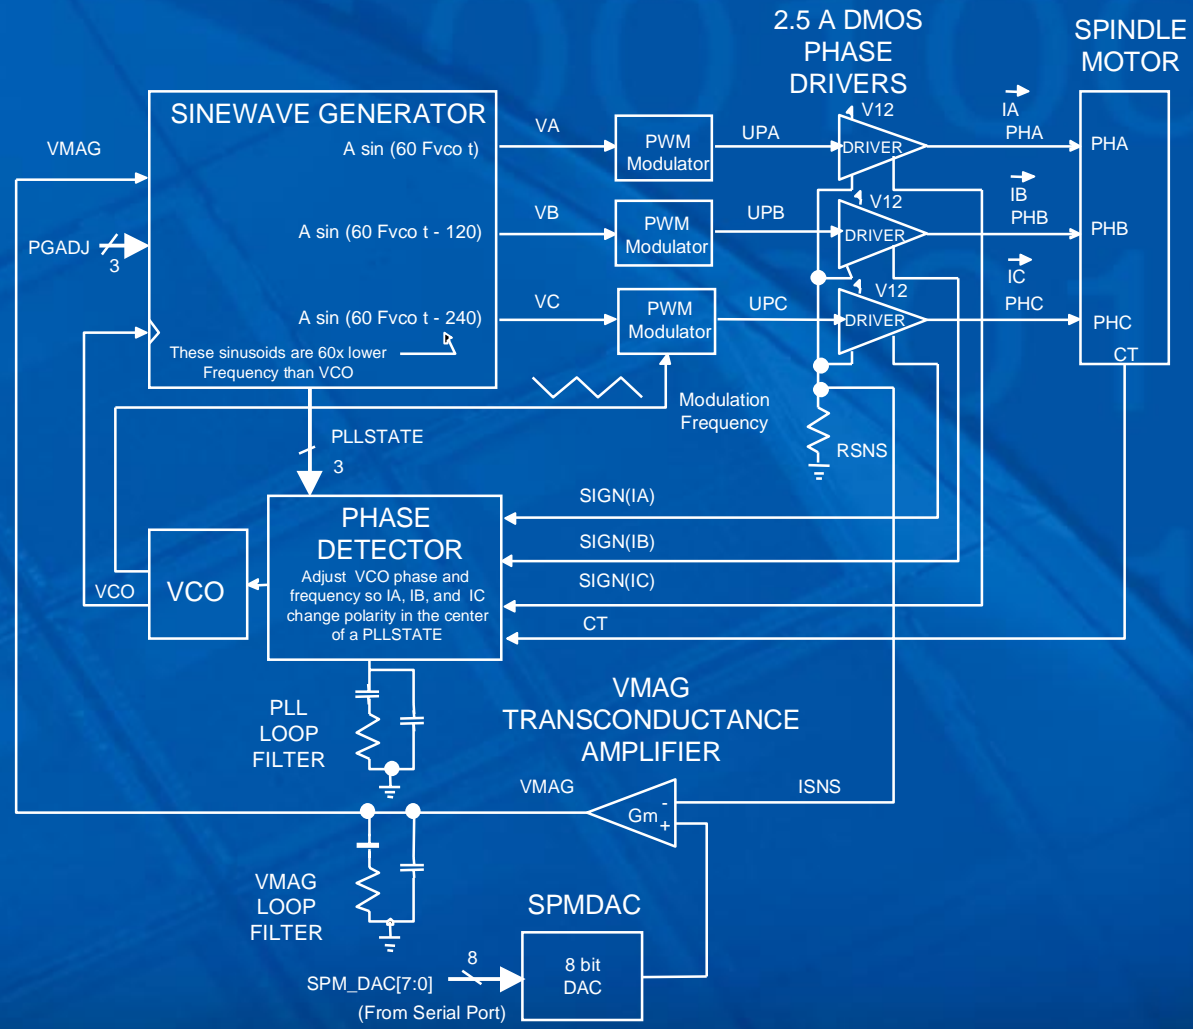 2.5 A DMOS
PHASE
DRIVERS
SPINDLE
MOTOR
SINEWAVE GENERATOR
A sin (60 Fvco t)
A sin (60 Fvco t - 120)
A sin (60 Fvco t - 240)
These sinusoids are 60x lower
Frequency than VCO
VMAG
PGADJ
3
VA
VB
VC
PWM
Modulator
PWM
Modulator
PWM
Modulator
UPA
UPB
UPC
V12
DRIVER
V12
DRIVER
V12
DRIVER
IA
PHA
IB
PHB
IC
PHC
PHA
PHB
PHC
CT
Modulation
Frequency
RSNS
PLLSTATE
3
PHASE
DETECTOR
Adjust VCO phase and
frequency so IA, IB, and IC
change polarity in the center
of a PLLSTATE
SIGN(IA)
SIGN(IB)
SIGN(IC)
CT
VCO
VCO
PLL
LOOP
FILTER
VMAG
TRANSCONDUCTANCE
AMPLIFIER
VMAG
ISNS
Gm
-
+
VMAG
LOOP
FILTER
SPMDAC
8 bit
DAC
8
SPM_DAC[7:0]
(From Serial Port)